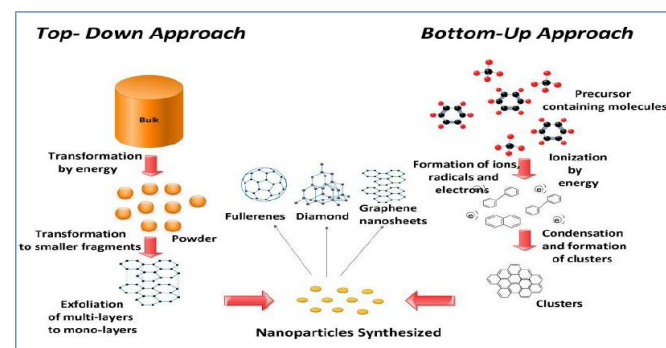 Top- Down Approach
Bottom-Up Approach
Bulk
Transformation
by energy
Powder
Transformation
to smaller fragments
Exfoliation
of multi-layers
to mono-layers
Fullerenes
Diamond
Graphene
nanosheets
Nanoparticles Synthesized
Precursor
containing molecules
Formation of ions,
radicals and
electrons
Ionization
by
energy
e
e
e
Condensation
and formation
of clusters
Clusters